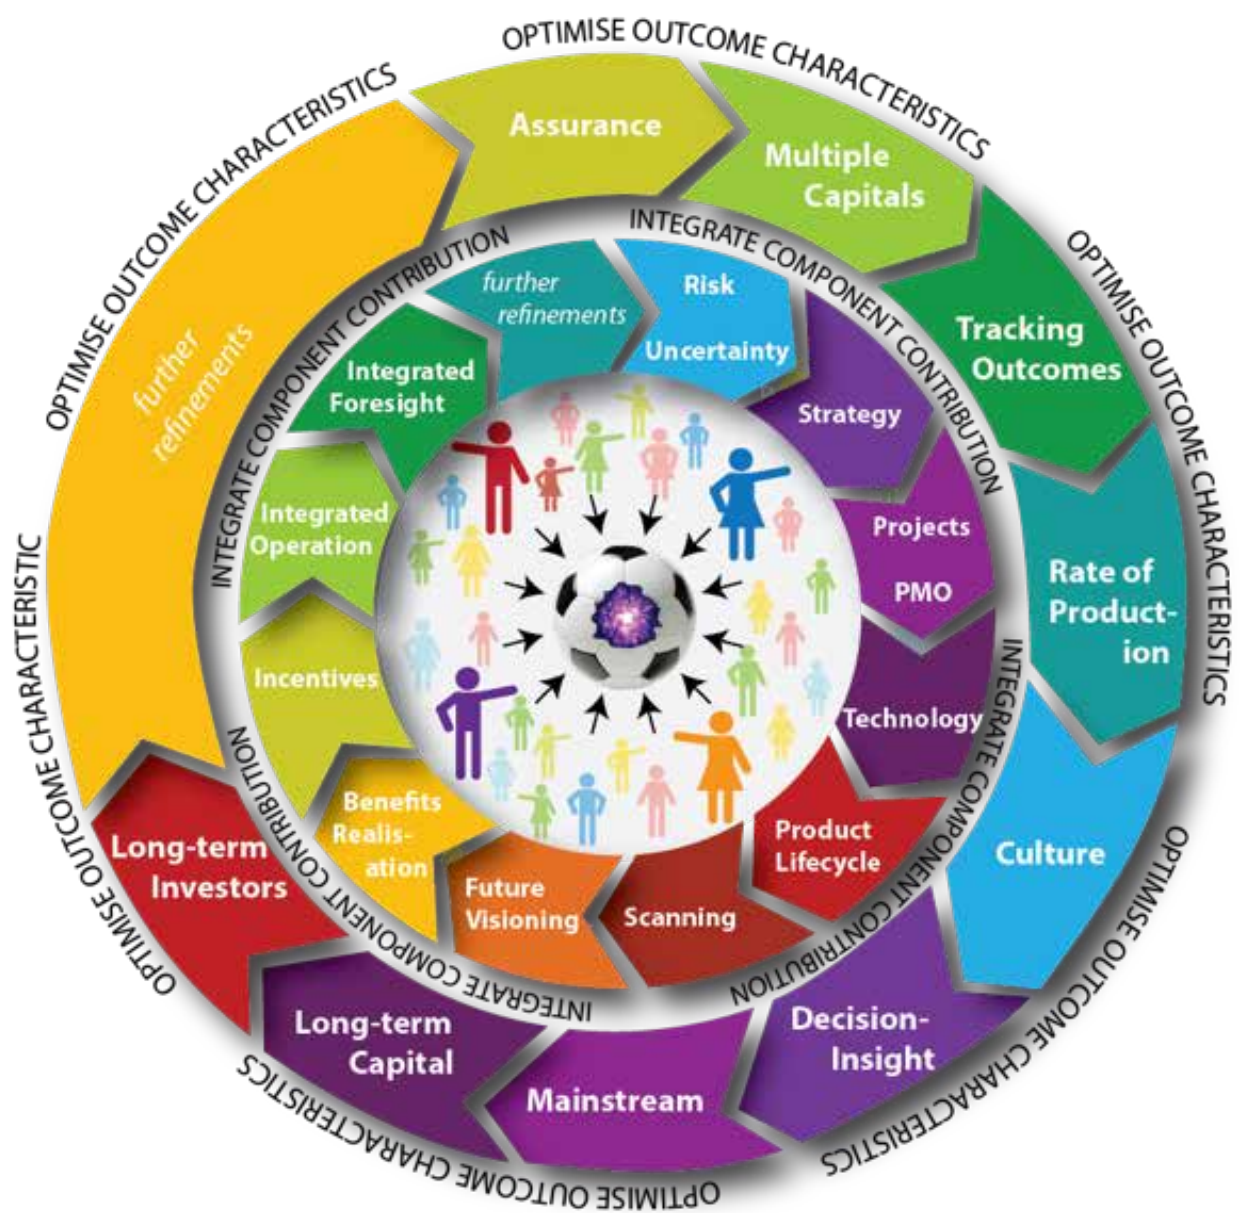 OPTIMISE OUTCOME CHARACTERISTICS
OPTIMISE OUTCOME CHARACTERISTICS
OPTIMISE OUTCOME CHARACTERISTICS
OPTIMISE OUTCOME CHARACTERISTICS
OPTIMISE OUTCOME CHARACTERISTICS
OPTIMISE OUTCOME CHARACTERISTIC
OPTIMISE OUTCOME CHARACTERISTICS
Assurance
Multiple
Capitals
Tracking
Outcomes
Rate of
Product-
ion
Culture
Decision-
Insight
Mainstream
Long-term
Capital
Long-term
Investors
further
refinements
INTEGRATE COMPONENT CONTRIBUTION
INTEGRATE COMPONENT CONTRIBUTION
INTEGRATE COMPONENT CONTRIBUTION
INTEGRATE COMPONENT CONTRIBUTION
Risk
Uncertainty
Strategy
Projects
PMO
Technology
Product
Lifecycle
Scanning
Future
Visioning
Benefits
Realis-
ation
Incentives
Integrated
Operation
Integrated
Foresight
further
refinements